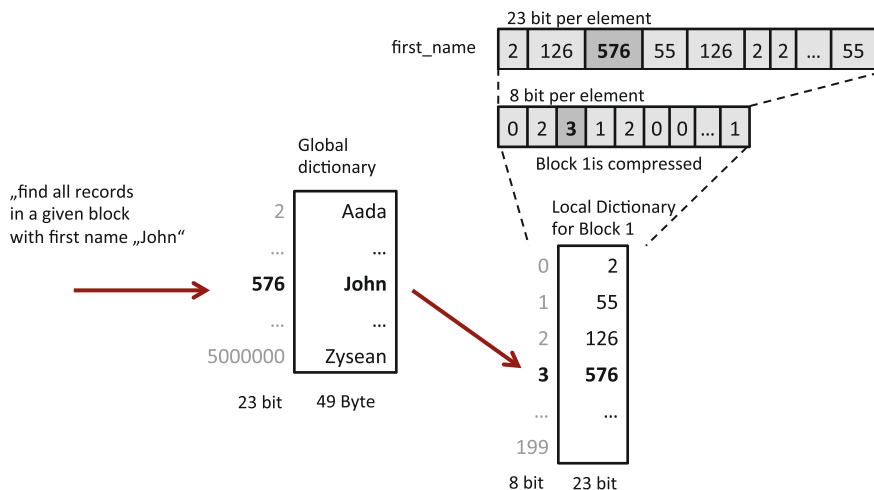 23 bit per element
first_name
2 126 576 55 126 2 2 ... 55
8 bit per element
0 2 3 1 2 0 0 ... 1
Block 1is compressed
Global
dictionary
„find all records
in a given block
with first name „John“
2 Aada
... ...
576 John
... ...
5000000 Zysean
23 bit 49 Byte
Local Dictionary
for Block 1
0 2
1 55
2 126
3 576
... ...
199
8 bit 23 bit